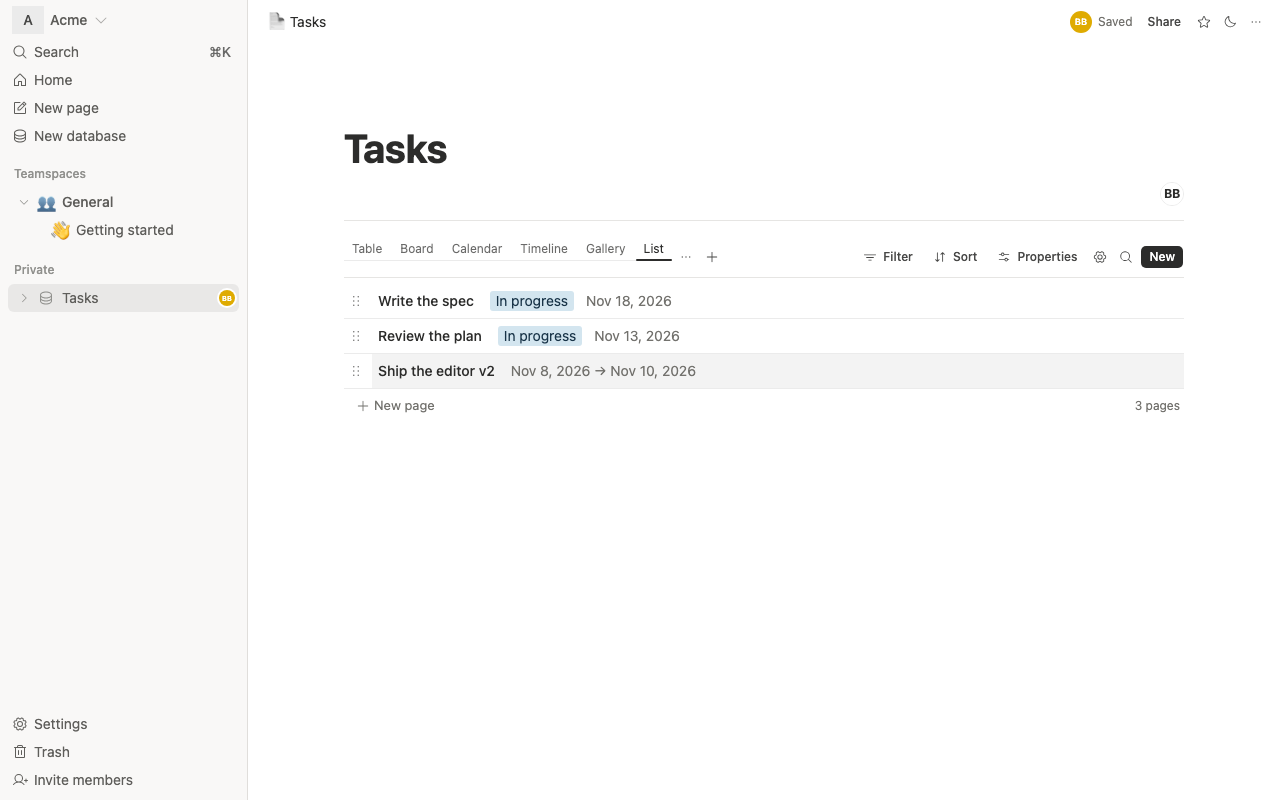 A Acme
Search ⌘K
Home
New page
New database
Teamspaces
General
Getting started
Private
Tasks BB
Settings
Trash
Invite members
Tasks
BB Saved Share
Tasks
BB
Table Board Calendar Timeline Gallery List
Filter Sort Properties New
Write the spec In progress Nov 18, 2026
Review the plan In progress Nov 13, 2026
Ship the editor v2 Nov 8, 2026 → Nov 10, 2026
New page 3 pages